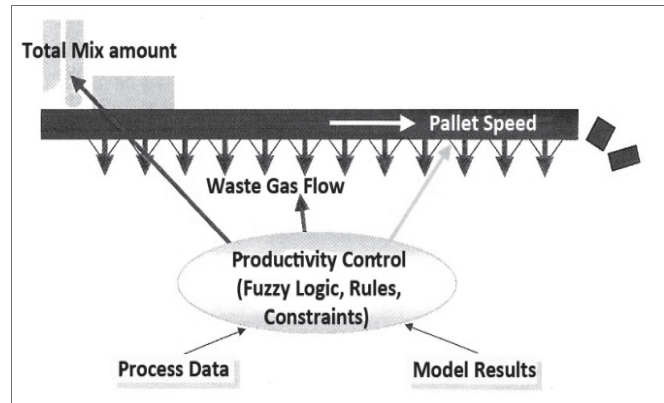 Total Mix amount
Pallet Speed
Waste Gas Flow
Productivity Control
(Fuzzy Logic, Rules,
Constraints)
Process Data
Model Results